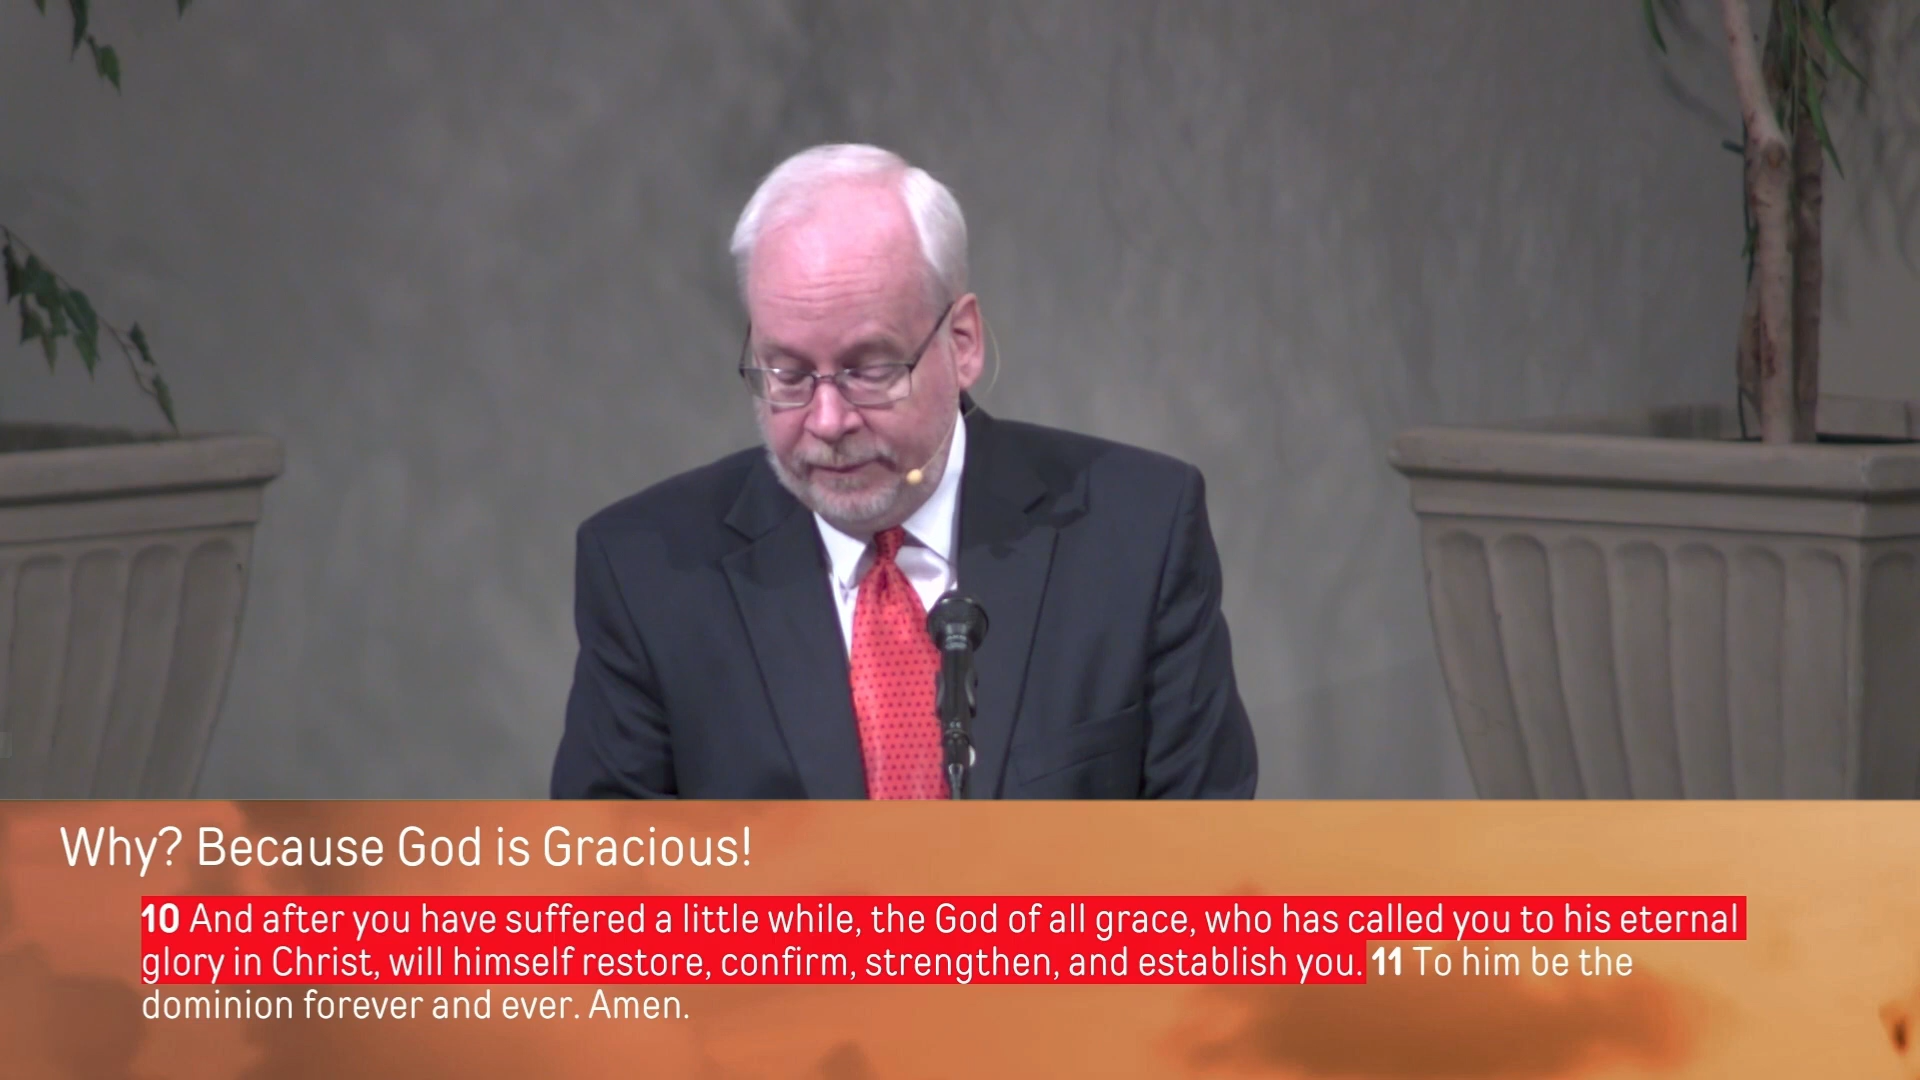 Why? Because God is Gracious!
10 And after you have suffered a little while, the God of all grace, who has called you to his eternal
glory in Christ, will himself restore, confirm, strengthen, and establish you. 11 To him be the
dominion forever and ever. Amen.